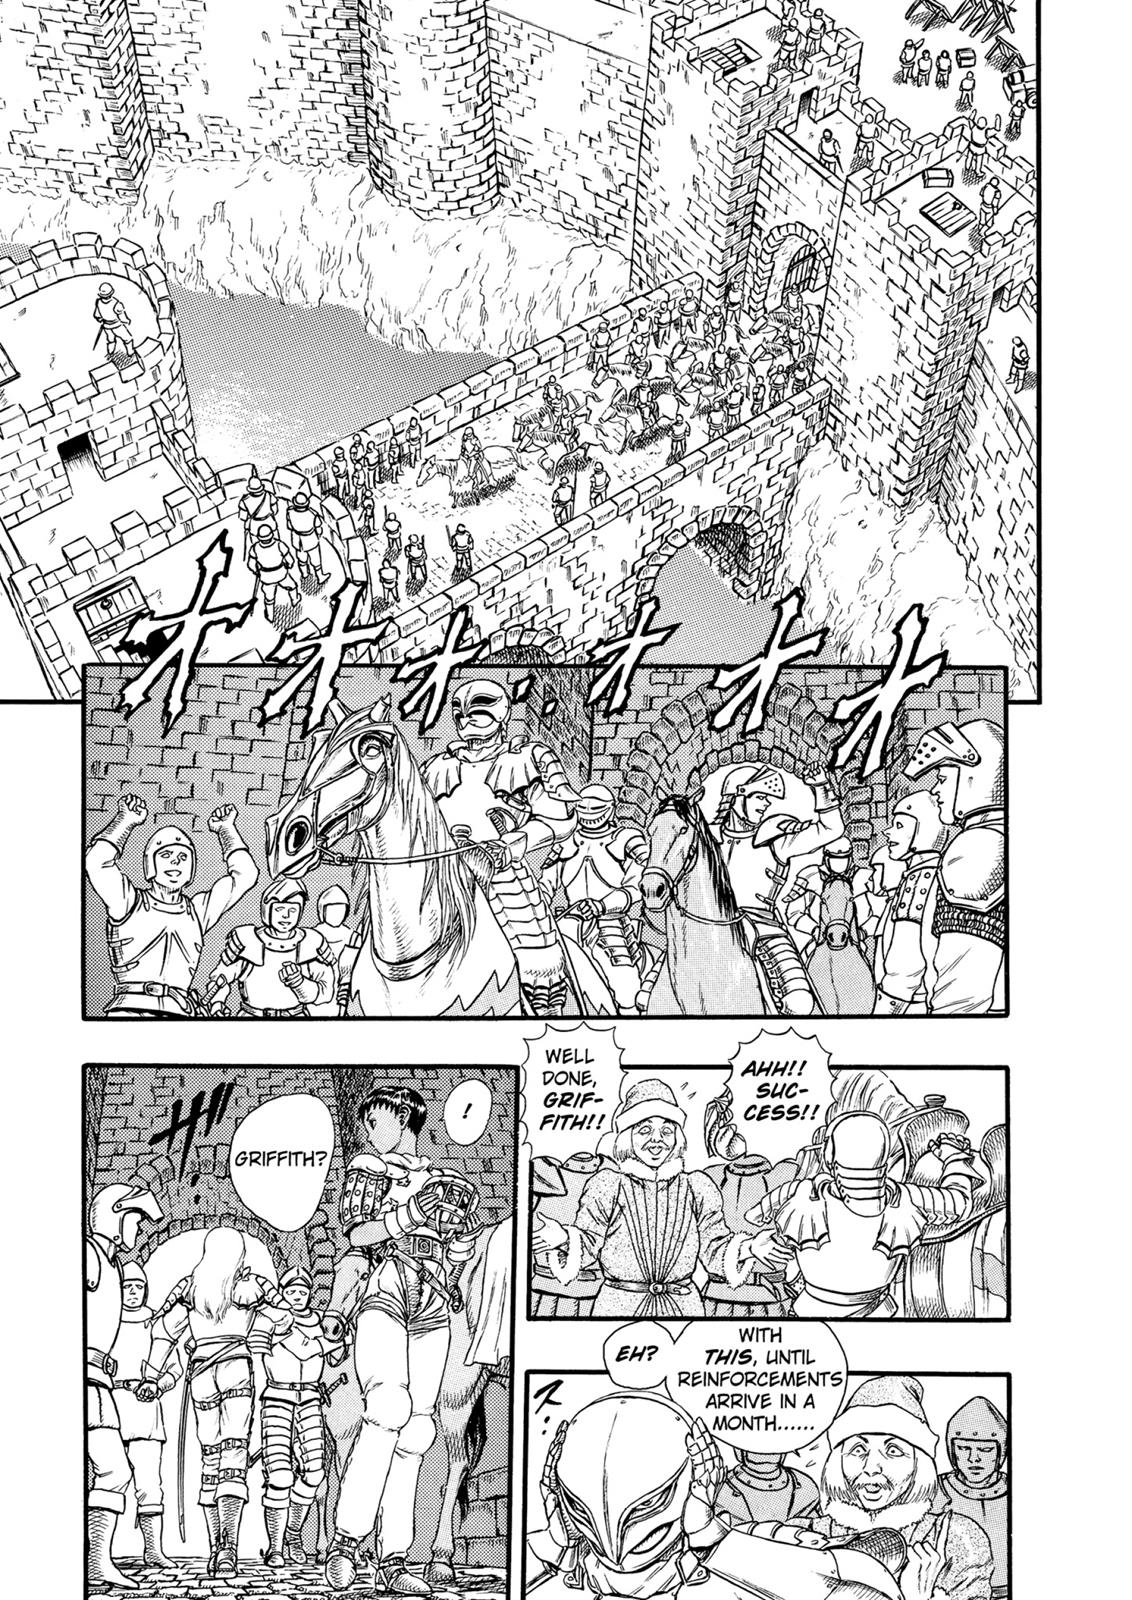 オオオ・オオオ
WELL
DONE,
GRIF-
FITH!!
AHH!!
SUC-
CESS!!
!
GRIFFITH?
ザッ
EH?
WITH
THIS, UNTIL
REINFORCEMENTS
ARRIVE IN A
MONTH......
ス